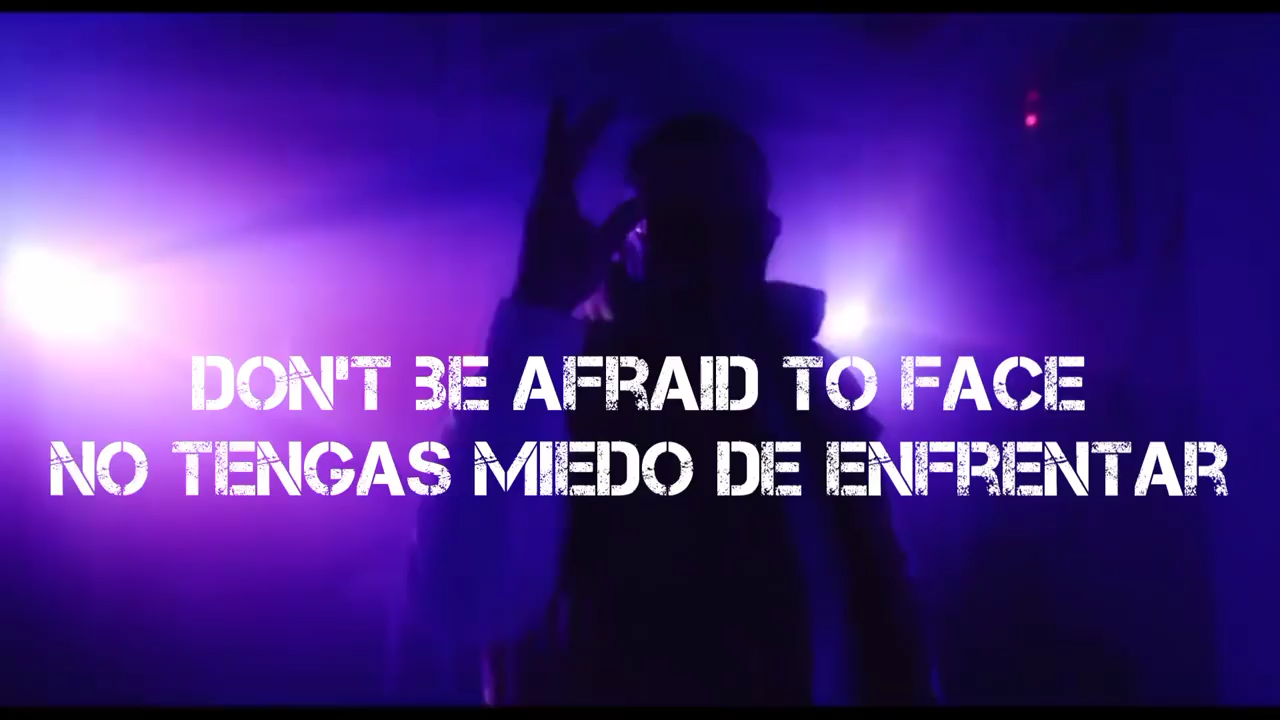 DON'T BE AFRAID TO FACE
NO TENGAS MIEDO DE ENFRENTAR